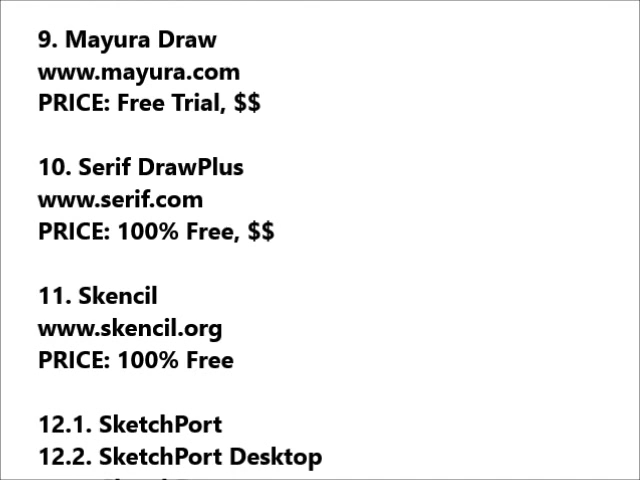 9. Mayura Draw
www.mayura.com
PRICE: Free Trial, $$
10. Serif DrawPlus
www.serif.com
PRICE: 100% Free, $$
11. Skencil
www.skencil.org
PRICE: 100% Free
12.1. SketchPort
12.2. SketchPort Desktop